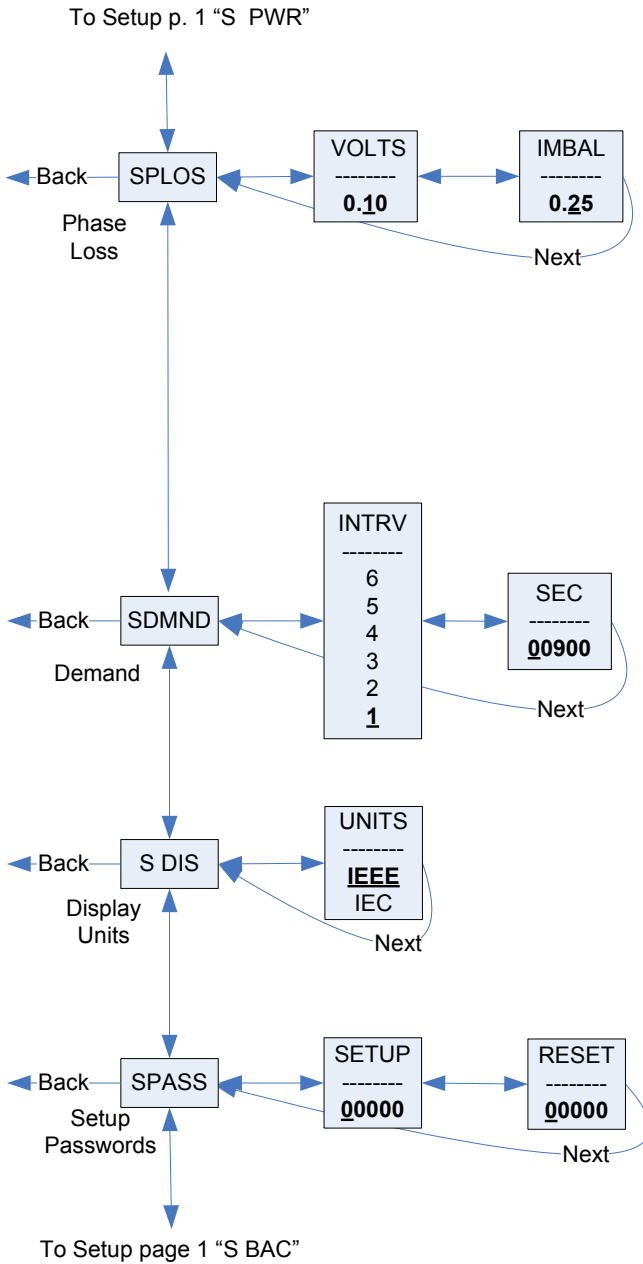 To Setup p. 1 “S PWR”
Back
SPLOS
Phase
Loss
VOLTS
--------
0.10
IMBAL
--------
0.25
Next
Back
SDMND
Demand
INTRV
--------
6
5
4
3
2
1
SEC
--------
00900
Next
Back
S DIS
Display
Units
UNITS
--------
IEEE
IEC
Next
Back
SPASS
Setup
Passwords
SETUP
--------
00000
RESET
--------
00000
Next
To Setup page 1 “S BAC”